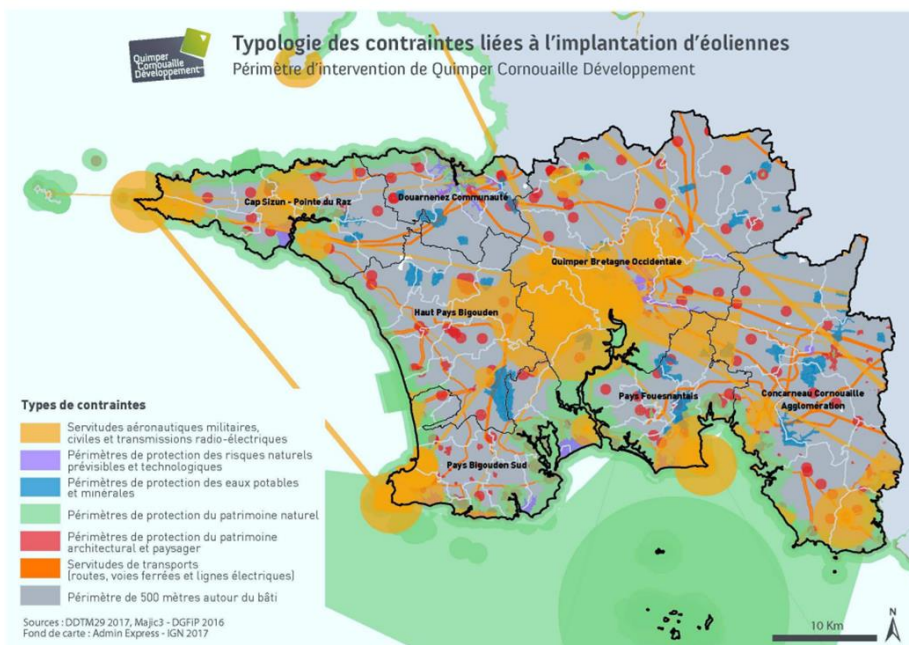 Quimper
Cornouaille
Développement
Typologie des contraintes liées à l'implantation d'éoliennes
Périmètre d'intervention de Quimper Cornouaille Développement
Cap Sizun - Pointe du Raz
Douarnenez Communauté
Quimper Bretagne Occidentale
Haut Pays Bigouden
Pays Fouesnantais
Concarneau Cornouaille
Agglomération
Pays Bigouden Sud
Types de contraintes
Servitudes aéronautiques militaires,
civiles et transmissions radio-électriques
Périmètres de protection des risques naturels
prévisibles et technologiques
Périmètres de protection des eaux potables
et minérales
Périmètres de protection du patrimoine naturel
Périmètres de protection du patrimoine
architectural et paysager
Servitudes de transports
(routes, voies ferrées et lignes électriques)
Périmètre de 500 mètres autour du bâti
Sources : DDTM29 2017, Majic3 - DGFiP 2016
Fond de carte : Admin Express - IGN 2017
10 Km
N